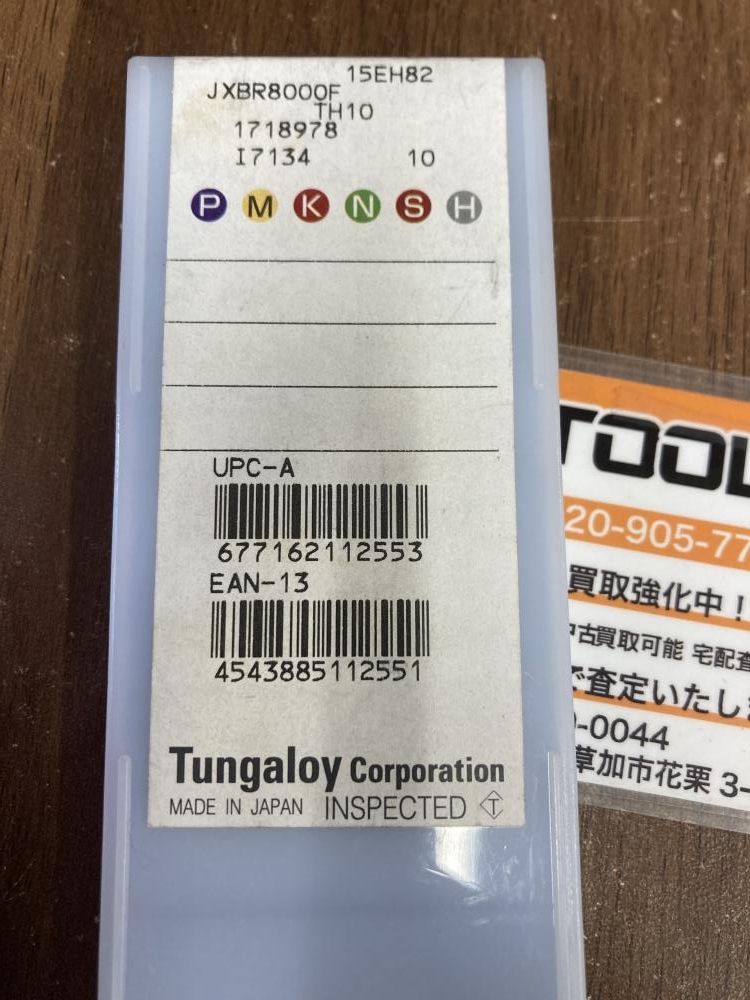 15EH82
JXBR8000F
TH10
1718978
I7134 10
P M K N S H
UPC-A
677162112553
EAN-13
4543885112551
Tungaloy Corporation
MADE IN JAPAN INSPECTED T
TOOL
20-905-77
買取強化中！
中古買取可能 宅配査
で査定いたし
-0044
草加市花栗 3-